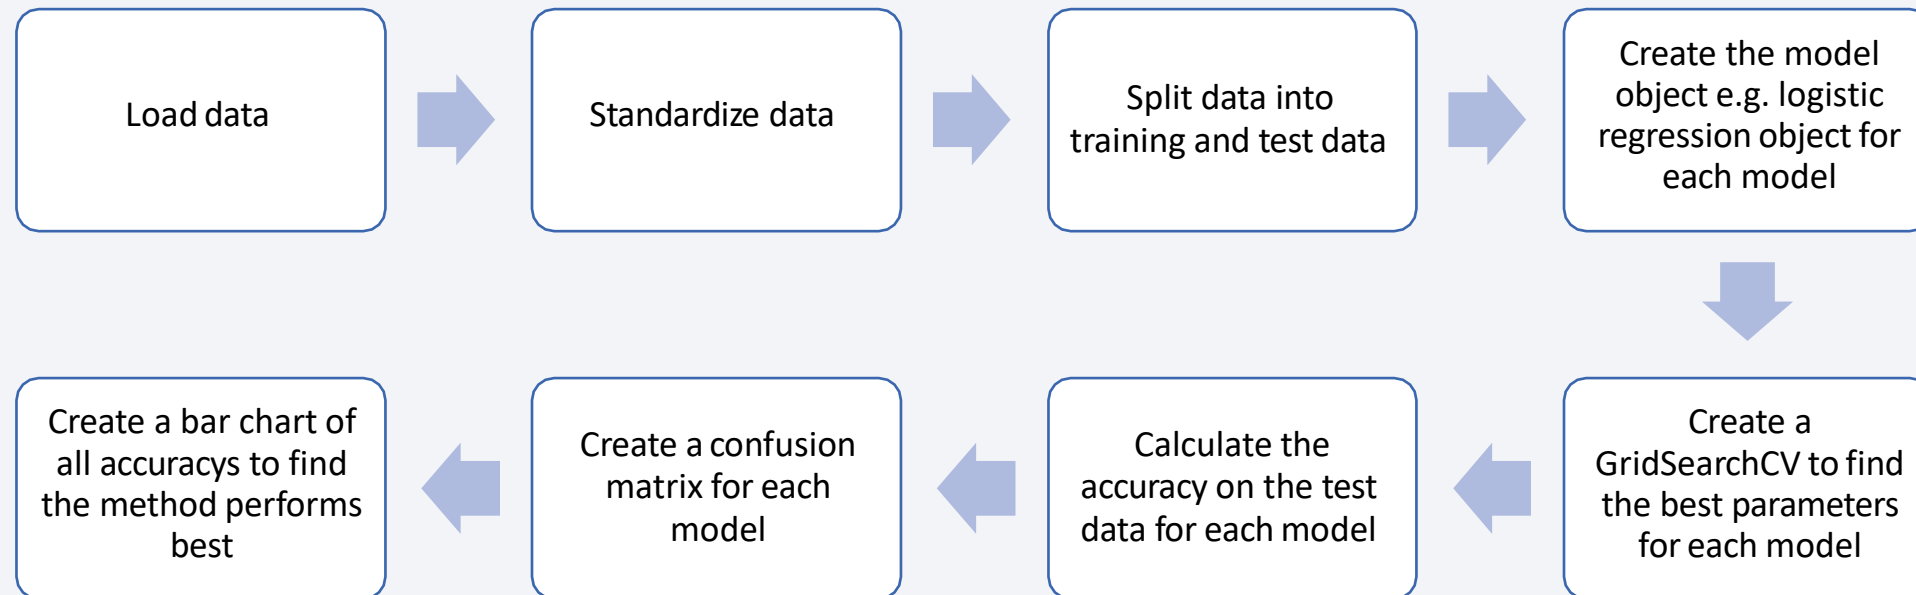 Load data
Standardize data
Split data into
training and test data
Create the model
object e.g. logistic
regression object for
each model
Create a
GridSearchCV to find
the best parameters
for each model
Calculate the
accuracy on the test
data for each model
Create a confusion
matrix for each
model
Create a bar chart of
all accuracys to find
the method performs
best